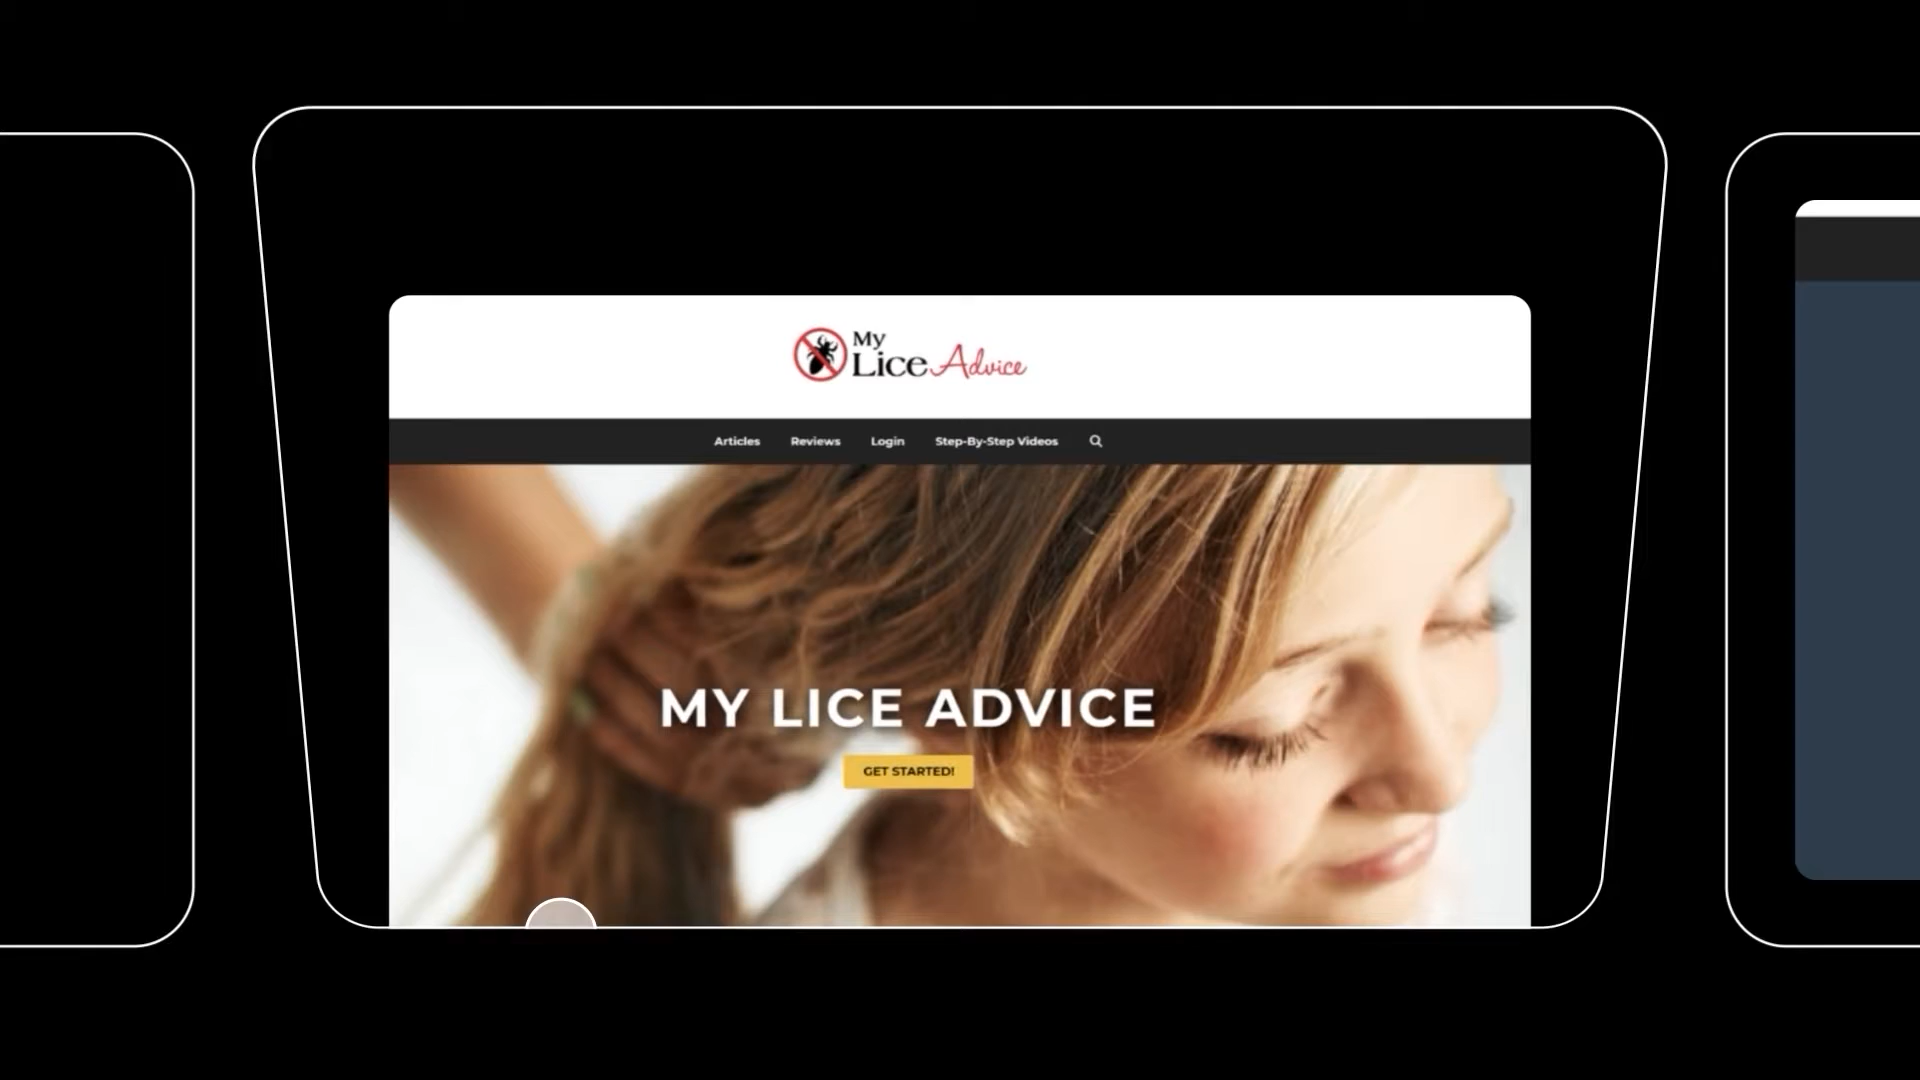 My
Lice Advice
Articles Reviews Login Step-By-Step Videos
MY LICE ADVICE
GET STARTED!